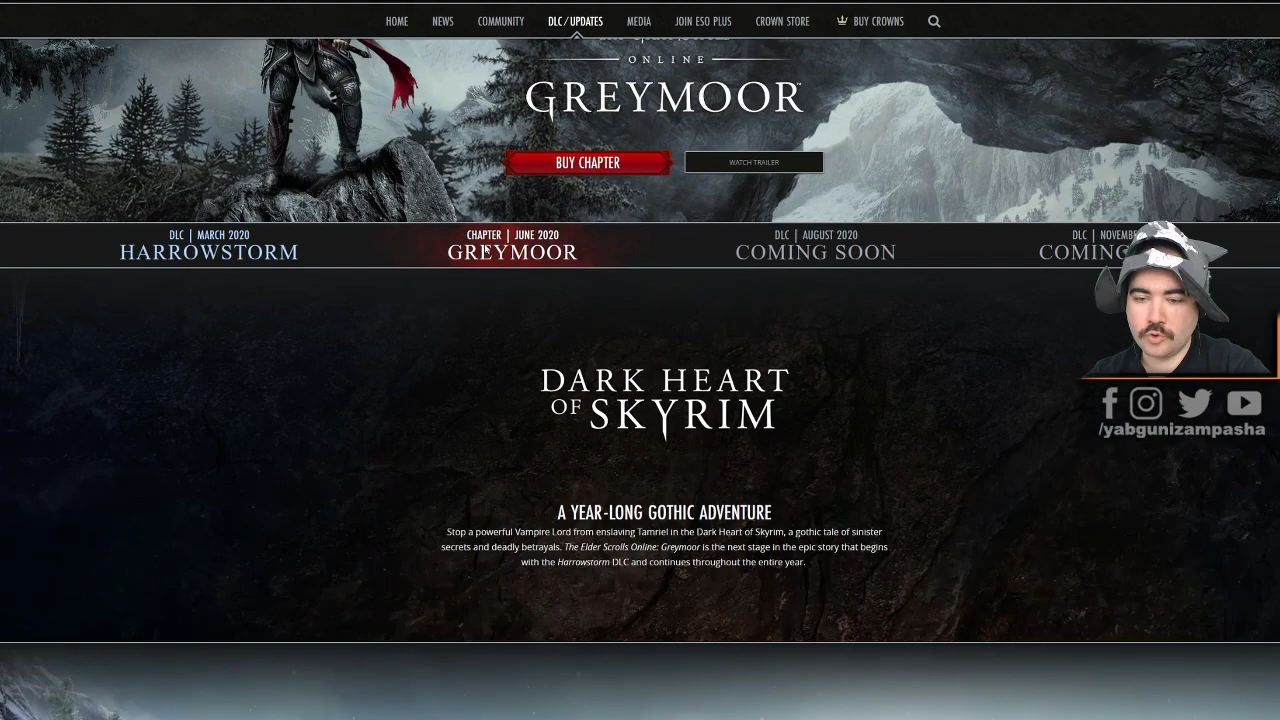 HOME NEWS COMMUNITY DLC / UPDATES MEDIA JOIN ESO PLUS CROWN STORE BUY CROWNS
ONLINE
GREYMOOR
BUY CHAPTER WATCH TRAILER
DLC | MARCH 2020 CHAPTER | JUNE 2020 DLC | AUGUST 2020 DLC |
HARROWSTORM GREYMOOR COMING SOON
DARK HEART
OF SKYRIM
/yabgunizampasha
A YEAR-LONG GOTHIC ADVENTURE
Stop a powerful Vampire Lord from enslaving Tamriel in the Dark Heart of Skyrim, a gothic tale of sinister
secrets and deadly betrayals. The Elder Scrolls Online: Greymoor is the next stage in the epic story that begins
with the Harrowstorm DLC and continues throughout the entire year.